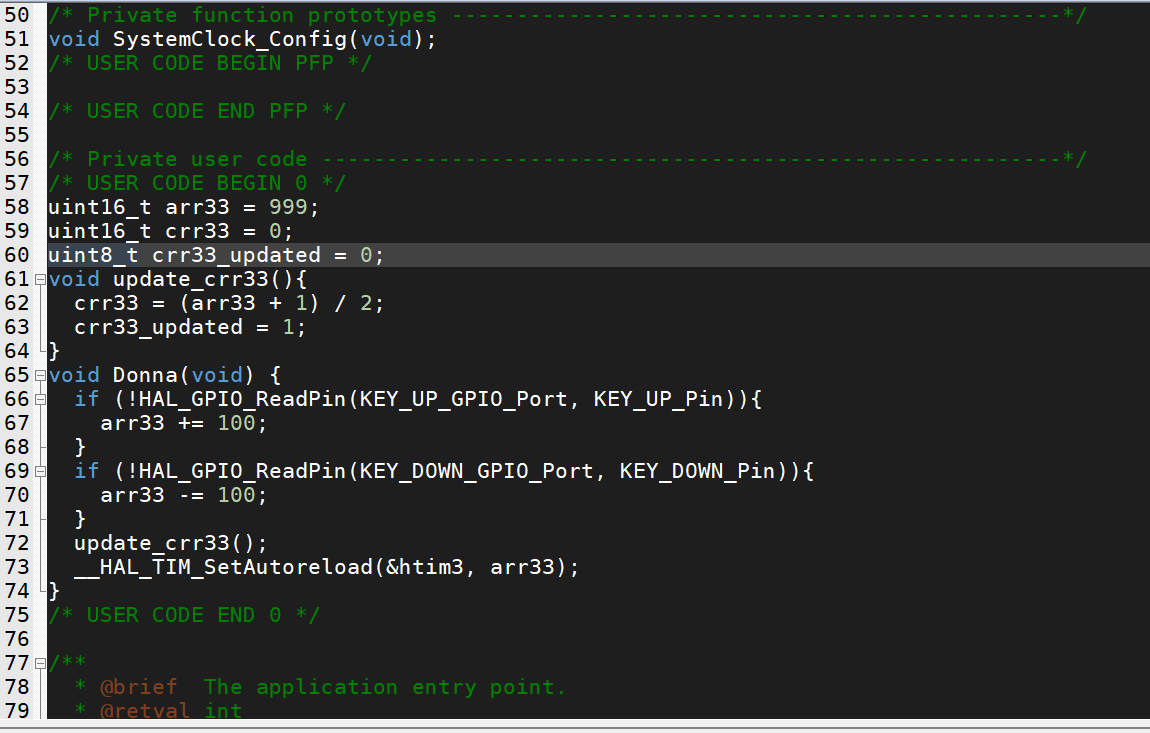 50 /* Private function prototypes -----------------------------------------------*/
51 void SystemClock_Config(void);
52 /* USER CODE BEGIN PFP */
53
54 /* USER CODE END PFP */
55
56 /* Private user code ---------------------------------------------------------*/
57 /* USER CODE BEGIN 0 */
58 uint16_t arr33 = 999;
59 uint16_t crr33 = 0;
60 uint8_t crr33_updated = 0;
61 void update_crr33(){
62   crr33 = (arr33 + 1) / 2;
63   crr33_updated = 1;
64 }
65 void Donna(void) {
66   if (!HAL_GPIO_ReadPin(KEY_UP_GPIO_Port, KEY_UP_Pin)){
67     arr33 += 100;
68   }
69   if (!HAL_GPIO_ReadPin(KEY_DOWN_GPIO_Port, KEY_DOWN_Pin)){
70     arr33 -= 100;
71   }
72   update_crr33();
73   __HAL_TIM_SetAutoreload(&htim3, arr33);
74 }
75 /* USER CODE END 0 */
76
77 /**
78   * @brief  The application entry point.
79   * @retval int